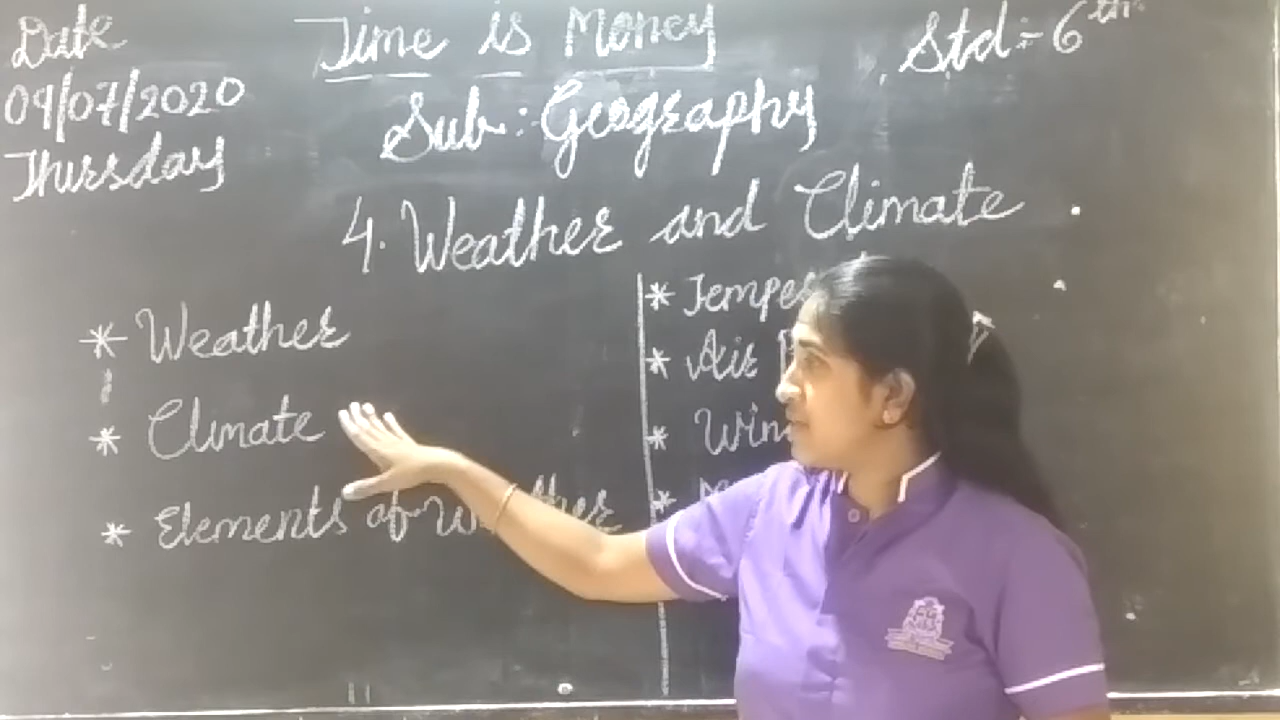 Date
09/07/2020
Thursday
Time is Money
Std:- 6th
Sub: Geography
4. Weather and Climate
* Weather
* Climate
* Elements of
* 
* Air
*
*